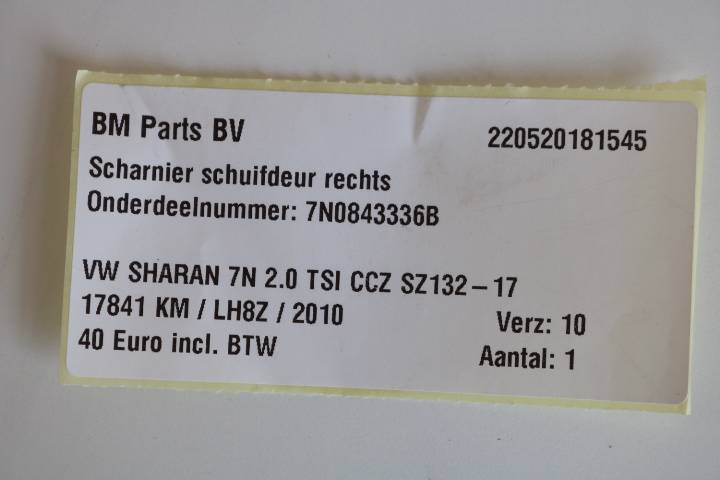 BM Parts BV 220520181545
Scharnier schuifdeur rechts
Onderdeelnummer: 7N0843336B
VW SHARAN 7N 2.0 TSI CCZ SZ132-17
17841 KM / LH8Z / 2010 Verz: 10
40 Euro incl. BTW Aantal: 1